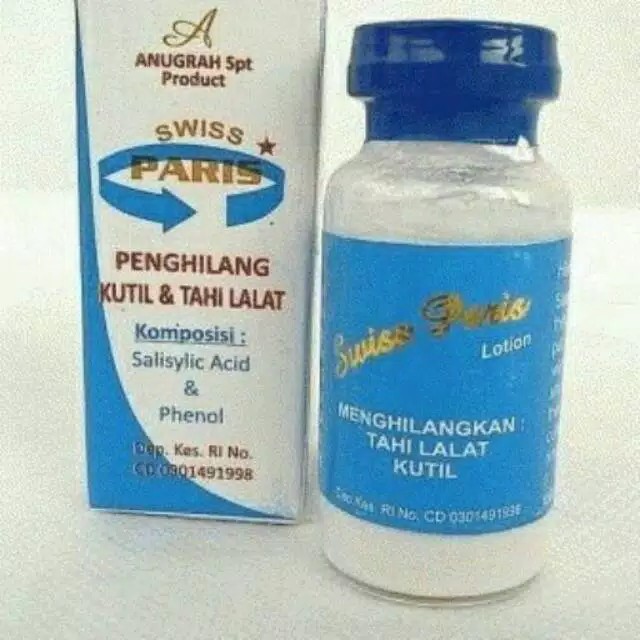 A
ANUGRAH Spt
Product
SWISS
PARIS
PENGHILANG
KUTIL & TAHI LALAT
Komposisi :
Salisylic Acid
&
Phenol
Dep. Kes. RI No.
CD 0301491998
Swiss Paris
Lotion
MENGHILANGKAN :
TAHI LALAT
KUTIL
Dep.Kes. RI No. CD 0301491998